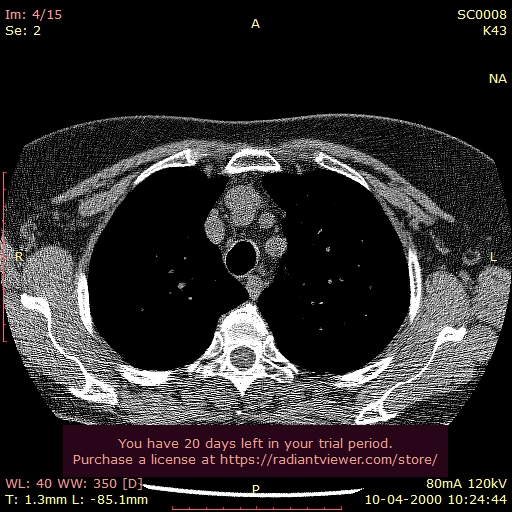 Im: 4/15
Se: 2
A
SC0008
K43
NA
R
L
You have 20 days left in your trial period.
Purchase a license at https://radiantviewer.com/store/
WL: 40 WW: 350 [D]
T: 1.3mm L: -85.1mm
P
80mA 120kV
10-04-2000 10:24:44